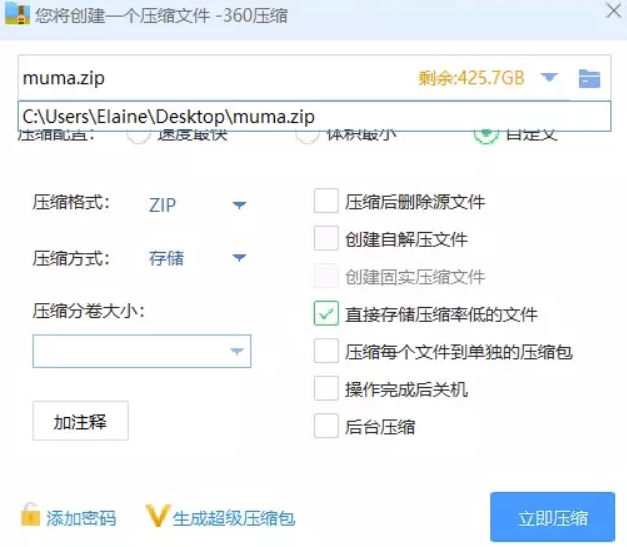 您将创建一个压缩文件 -360压缩
muma.zip 剩余:425.7GB
C:\Users\Elaine\Desktop\muma.zip
压缩配置： 速度最快 体积最小 自定义
压缩格式： ZIP 压缩后删除源文件
创建自解压文件
压缩方式： 存储 创建固实压缩文件
压缩分卷大小： 直接存储压缩率低的文件
压缩每个文件到单独的压缩包
操作完成后关机
加注释 后台压缩
添加密码 生成超级压缩包 立即压缩